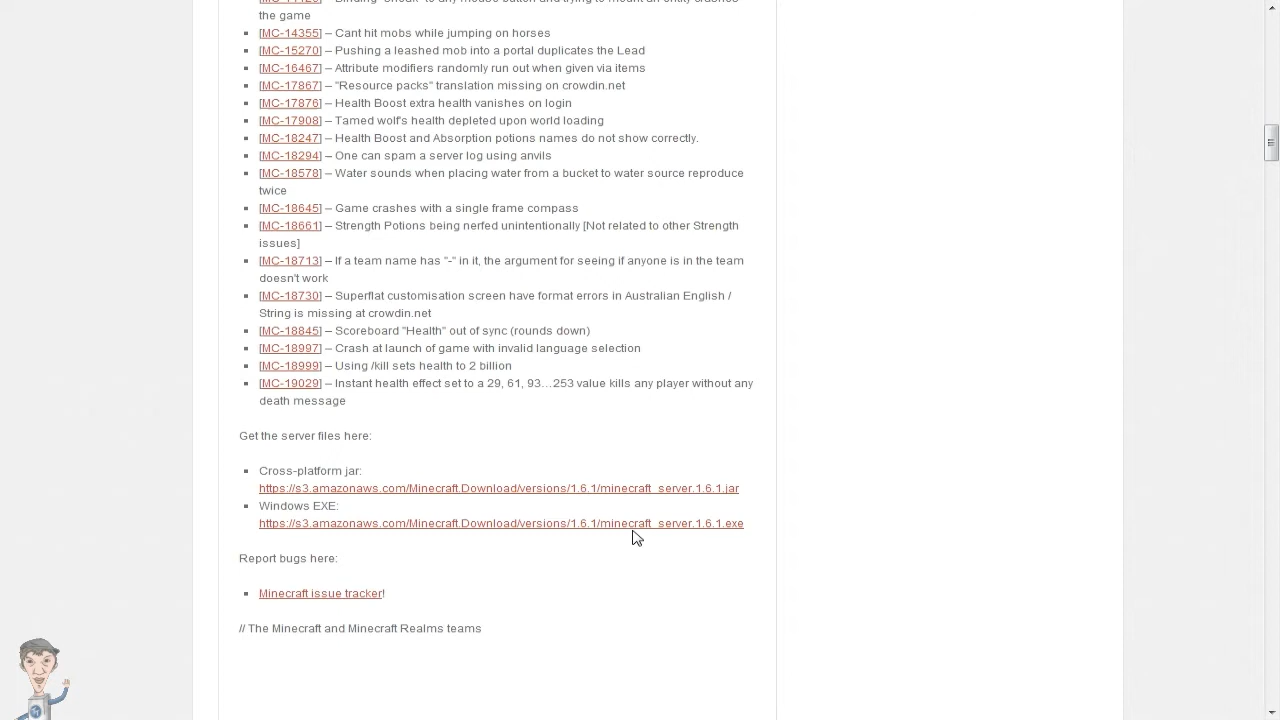 the game
[MC-14355] – Cant hit mobs while jumping on horses
[MC-15270] – Pushing a leashed mob into a portal duplicates the Lead
[MC-16467] – Attribute modifiers randomly run out when given via items
[MC-17867] – "Resource packs" translation missing on crowdin.net
[MC-17876] – Health Boost extra health vanishes on login
[MC-17908] – Tamed wolf's health depleted upon world loading
[MC-18247] – Health Boost and Absorption potions names do not show correctly.
[MC-18294] – One can spam a server log using anvils
[MC-18578] – Water sounds when placing water from a bucket to water source reproduce
twice
[MC-18645] – Game crashes with a single frame compass
[MC-18661] – Strength Potions being nerfed unintentionally [Not related to other Strength
issues]
[MC-18713] – If a team name has "-" in it, the argument for seeing if anyone is in the team
doesn't work
[MC-18730] – Superflat customisation screen have format errors in Australian English /
String is missing at crowdin.net
[MC-18845] – Scoreboard "Health" out of sync (rounds down)
[MC-18997] – Crash at launch of game with invalid language selection
[MC-18999] – Using /kill sets health to 2 billion
[MC-19029] – Instant health effect set to a 29, 61, 93…253 value kills any player without any
death message
Get the server files here:
Cross-platform jar:
https://s3.amazonaws.com/Minecraft.Download/versions/1.6.1/minecraft_server.1.6.1.jar
Windows EXE:
https://s3.amazonaws.com/Minecraft.Download/versions/1.6.1/minecraft_server.1.6.1.exe
Report bugs here:
Minecraft issue tracker!
// The Minecraft and Minecraft Realms teams